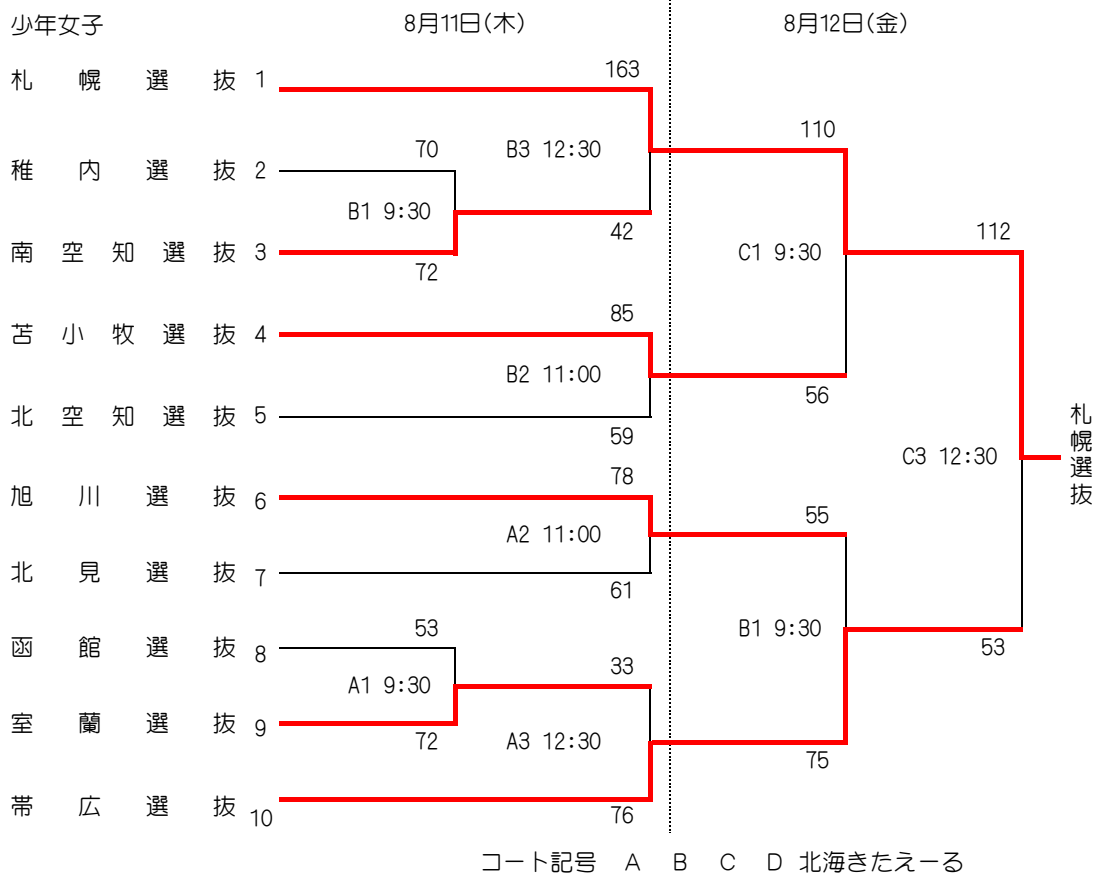 少年女子 8月11日(木) 8月12日(金)
札幌選抜 1 163
110
稚内選抜 2 70 B3 12:30
B1 9:30
42
南空知選抜 3 72 C1 9:30 112
苫小牧選抜 4 85
B2 11:00
56
北空知選抜 5 59
札幌選抜
C3 12:30
旭川選抜 6 78
A2 11:00 55
北見選抜 7 61
函館選抜 8 53 B1 9:30 53
A1 9:30 33
室蘭選抜 9 72 A3 12:30
75
帯広選抜 10 76
コート記号 A B C D 北海きたえーる